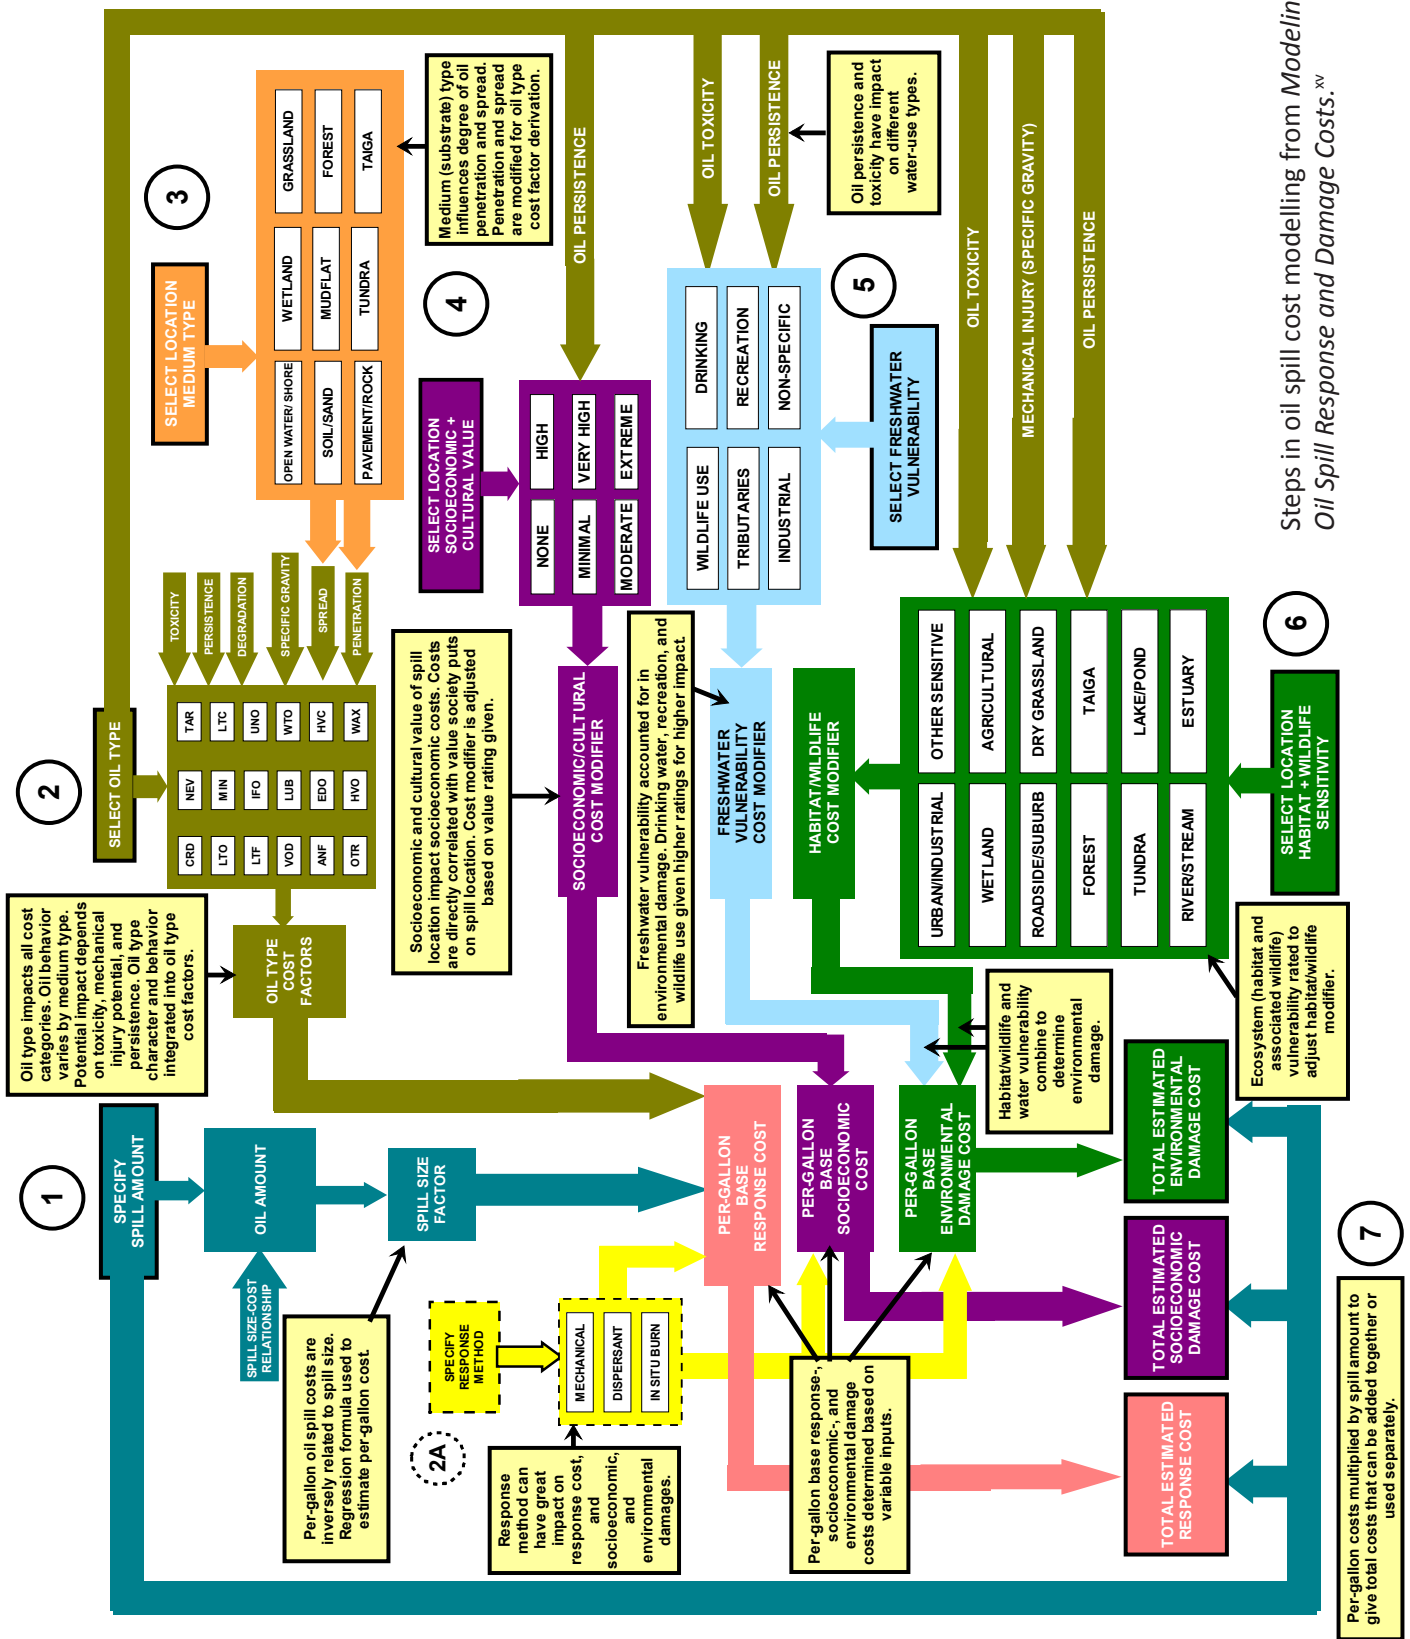 1
SPECIFY
SPILL AMOUNT
OIL AMOUNT
SPILL SIZE-COST
RELATIONSHIP
SPILL SIZE
FACTOR
Per-gallon oil spill costs are
inversely related to spill size.
Regression formula used to
estimate per-gallon cost.
2
SELECT OIL TYPE
Oil type impacts all cost
categories. Oil behavior
varies by medium type.
Potential impact depends
on toxicity, mechanical
injury potential, and
persistence. Oil type
character and behavior
integrated into oil type
cost factors.
CRD
NEV
TAR
LTO
MIN
LTC
LTF
IFO
UNO
VOD
LUB
WTO
ANF
EDO
HVC
OTR
HVO
WAX
TOXICITY
PERSISTENCE
DEGRADATION
SPECIFIC GRAVITY
SPREAD
PENETRATION
OIL TYPE
COST
FACTORS
2A
SPECIFY
RESPONSE
METHOD
MECHANICAL
DISPERSANT
IN SITU BURN
Response
method can
have great
impact on
response cost,
and
socioeconomic,
and
environmental
damages.
3
SELECT LOCATION
MEDIUM TYPE
OPEN WATER/ SHORE
WETLAND
GRASSLAND
SOIL/SAND
MUDFLAT
FOREST
PAVEMENT/ROCK
TUNDRA
TAIGA
Medium (substrate) type
influences degree of oil
penetration and spread.
Penetration and spread
are modified for oil type
cost factor derivation.
4
SELECT LOCATION
SOCIOECONOMIC +
CULTURAL VALUE
NONE
HIGH
MINIMAL
VERY HIGH
MODERATE
EXTREME
OIL PERSISTENCE
Socioeconomic and cultural value of spill
location impact socioeconomic costs. Costs
are directly correlated with value society puts
on spill location. Cost modifier is adjusted
based on value rating given.
SOCIOECONOMIC/CULTURAL
COST MODIFIER
5
SELECT FRESHWATER
VULNERABILITY
WILDLIFE USE
DRINKING
TRIBUTARIES
RECREATION
INDUSTRIAL
NON-SPECIFIC
OIL TOXICITY
OIL PERSISTENCE
Oil persistence and
toxicity have impact
on different
water-use types.
Freshwater vulnerability accounted for in
environmental damage. Drinking water, recreation, and
wildlife use given higher ratings for higher impact.
FRESHWATER
VULNERABILITY
COST MODIFIER
HABITAT/WILDLIFE
COST MODIFIER
6
SELECT LOCATION
HABITAT + WILDLIFE
SENSITIVITY
URBAN/INDUSTRIAL
OTHER SENSITIVE
WETLAND
AGRICULTURAL
ROADSIDE/SUBURB
DRY GRASSLAND
FOREST
TAIGA
TUNDRA
LAKE/POND
RIVER/STREAM
ESTUARY
OIL TOXICITY
MECHANICAL INJURY (SPECIFIC GRAVITY)
OIL PERSISTENCE
Ecosystem (habitat and
associated wildlife)
vulnerability rated to
adjust habitat/wildlife
modifier.
Habitat/wildlife and
water vulnerability
combine to
determine
environmental
damage.
PER-GALLON
BASE
RESPONSE COST
PER-GALLON
BASE
SOCIOECONOMIC
COST
PER-GALLON
BASE
ENVIRONMENTAL
DAMAGE COST
Per-gallon base response-,
socioeconomic-, and
environmental damage
costs determined based on
variable inputs.
TOTAL ESTIMATED
RESPONSE COST
TOTAL ESTIMATED
SOCIOECONOMIC
DAMAGE COST
TOTAL ESTIMATED
ENVIRONMENTAL
DAMAGE COST
7
Per-gallon costs multiplied by spill amount to
give total costs that can be added together or
used separately.
Steps in oil spill cost modelling from Modelin
Oil Spill Response and Damage Costs.xv